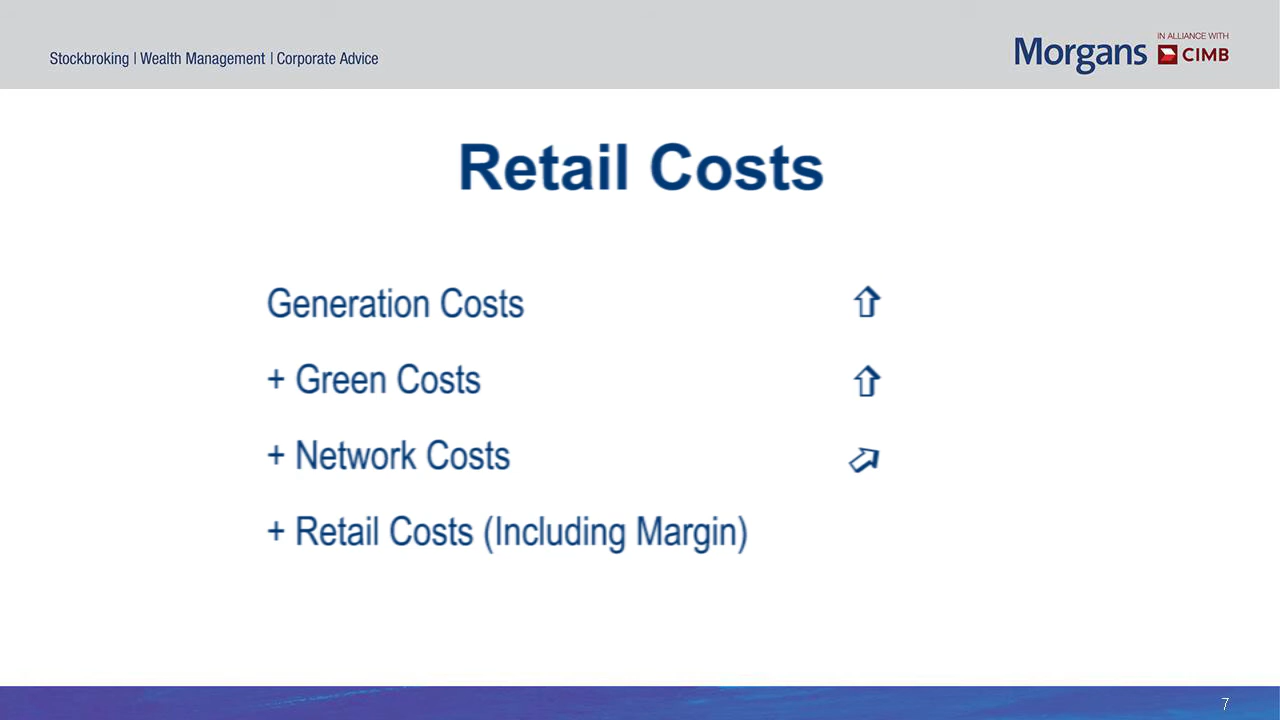 Stockbroking | Wealth Management | Corporate Advice
Morgans
IN ALLIANCE WITH
CIMB
Retail Costs
Generation Costs ⇧
+ Green Costs ⇧
+ Network Costs ⬀
+ Retail Costs (Including Margin)
7